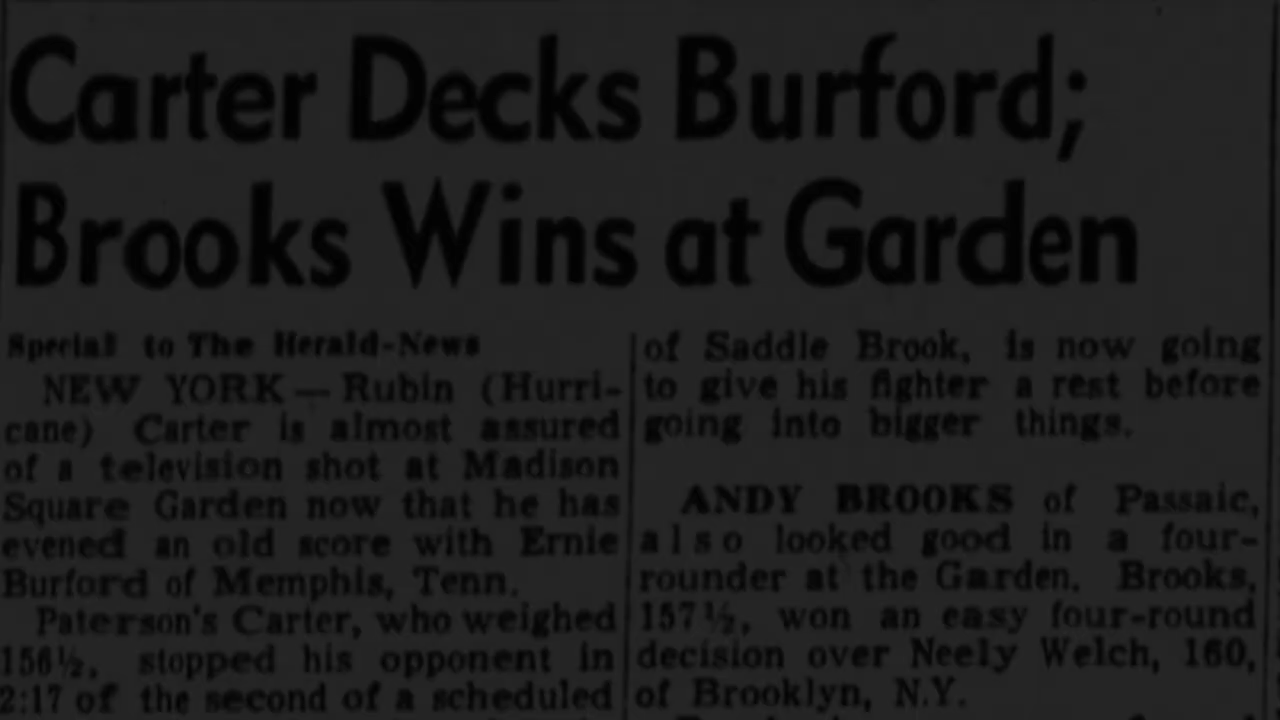 Carter Decks Burford;
Brooks Wins at Garden
Special to The Herald-News
NEW YORK — Rubin (Hurri-
cane) Carter is almost assured
of a television shot at Madison
Square Garden now that he has
evened an old score with Ernie
Burford of Memphis, Tenn.
Paterson's Carter, who weighed
156½, stopped his opponent in
2:17 of the second of a scheduled
of Saddle Brook, is now going
to give his fighter a rest before
going into bigger things.
ANDY BROOKS of Passaic,
also looked good in a four-
rounder at the Garden. Brooks,
157½, won an easy four-round
decision over Neely Welch, 160,
of Brooklyn, N.Y.